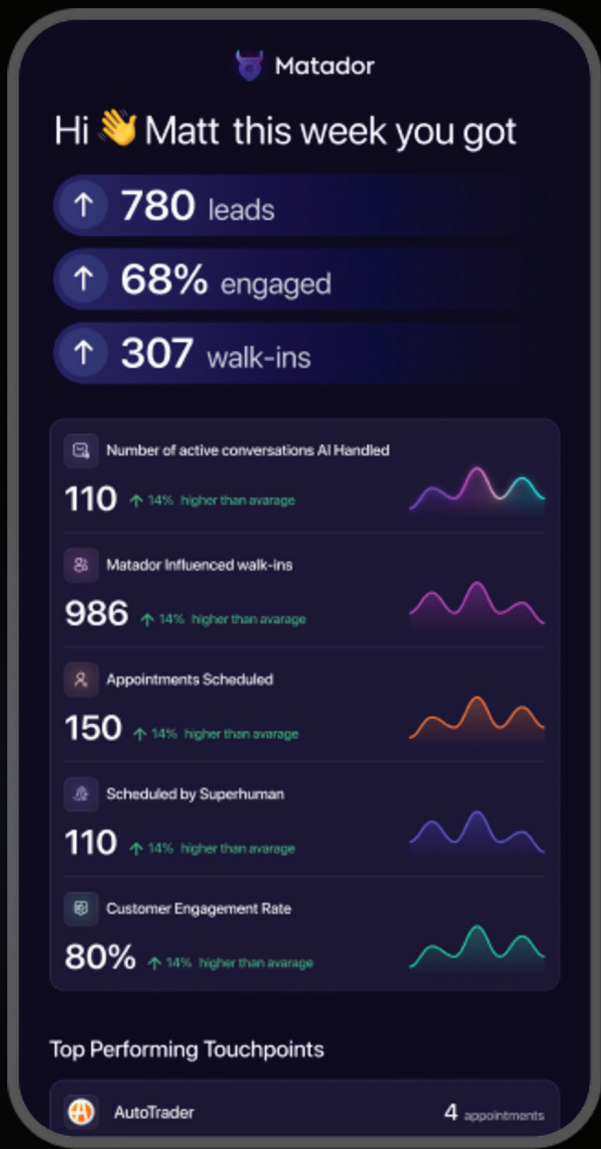 Matador
Hi 👋 Matt this week you got
↑ 780 leads
↑ 68% engaged
↑ 307 walk-ins
Number of active conversations AI Handled
110 ↑ 14% higher than avarage
Matador Influenced walk-ins
986 ↑ 14% higher than avarage
Appointments Scheduled
150 ↑ 14% higher than avarage
Scheduled by Superhuman
110 ↑ 14% higher than avarage
Customer Engagement Rate
80% ↑ 14% higher than avarage
Top Performing Touchpoints
AutoTrader 4 appointments